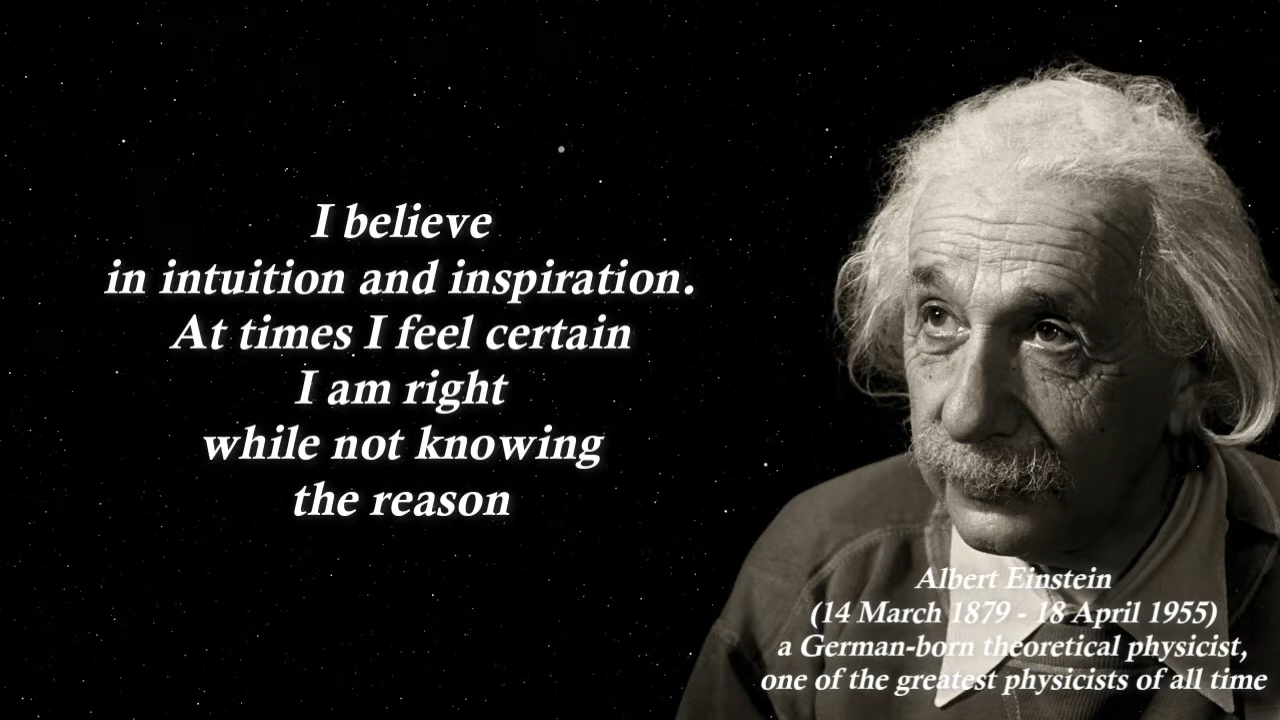 I believe
in intuition and inspiration.
At times I feel certain
I am right
while not knowing
the reason
Albert Einstein
(14 March 1879 - 18 April 1955)
a German-born theoretical physicist,
one of the greatest physicists of all time